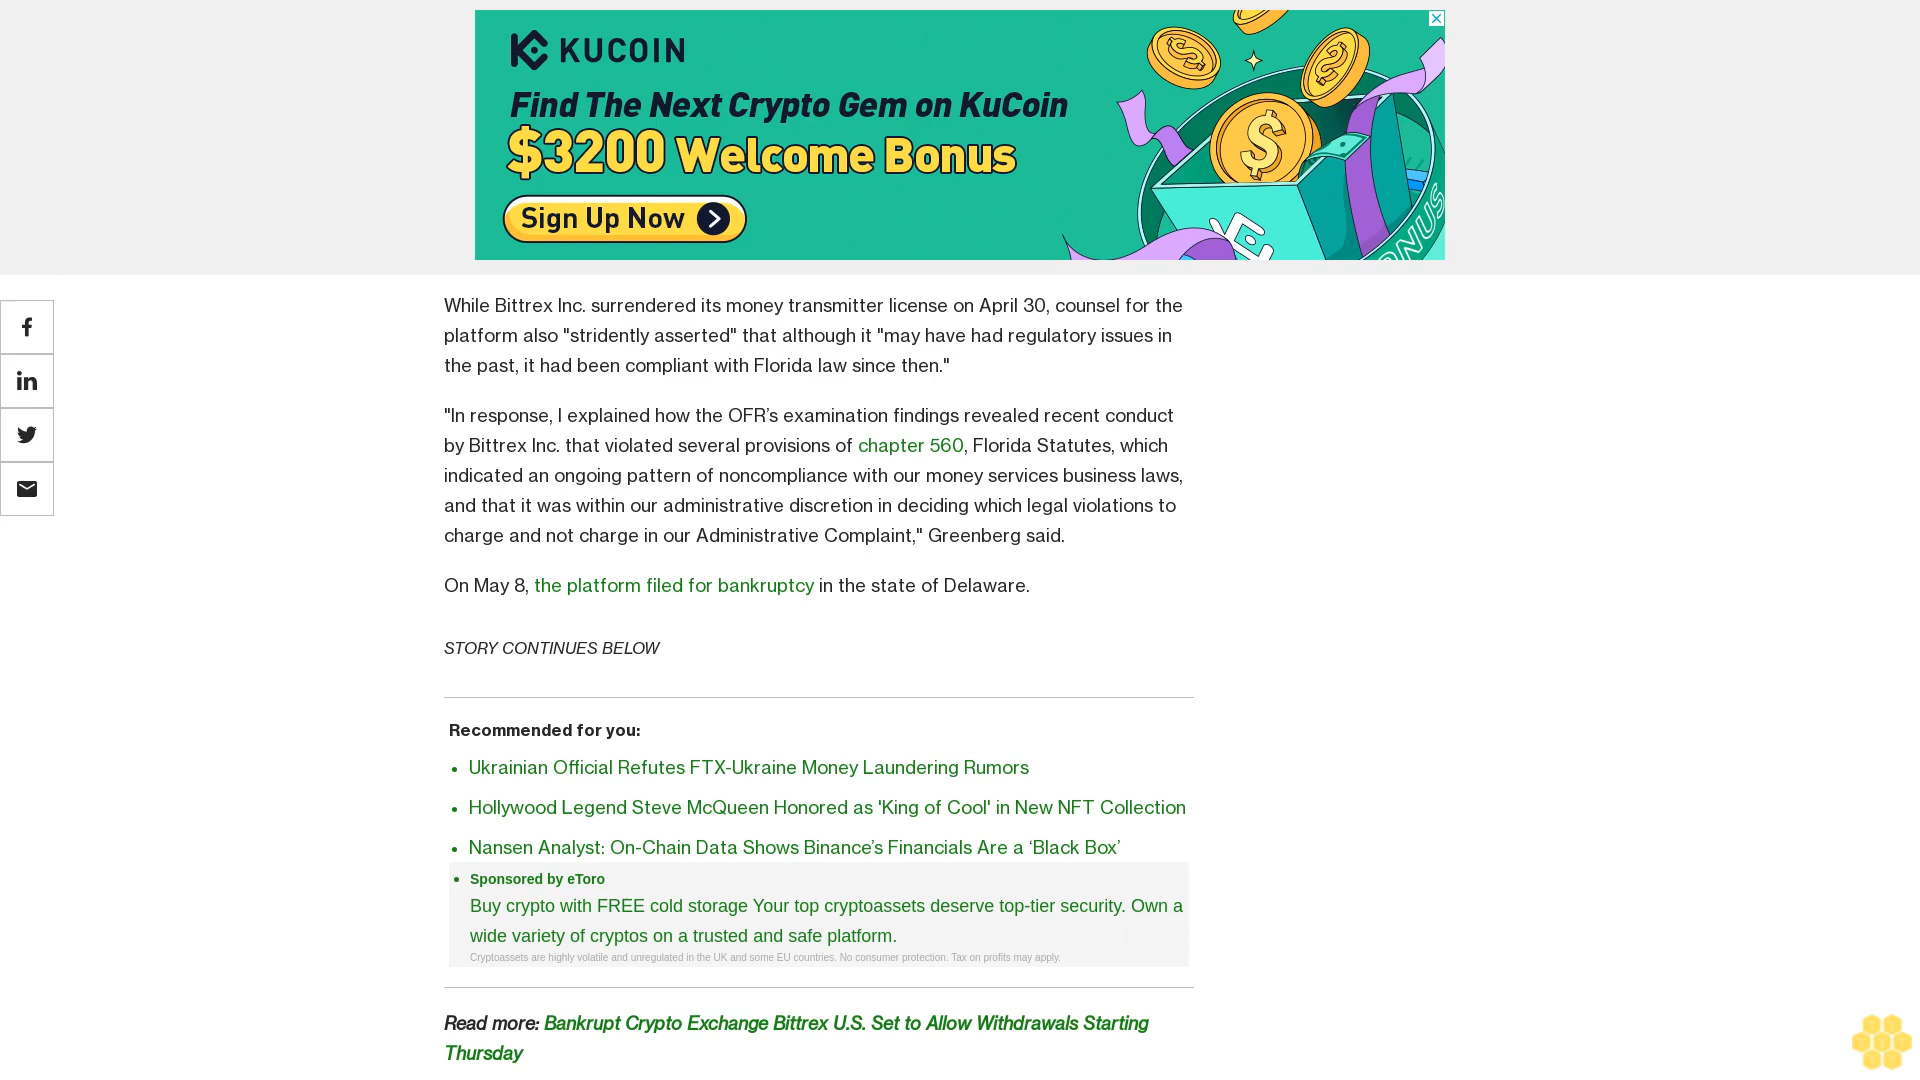 KUCOIN
Find The Next Crypto Gem on KuCoin
$3200 Welcome Bonus
Sign Up Now
BONUS
While Bittrex Inc. surrendered its money transmitter license on April 30, counsel for the
platform also "stridently asserted" that although it "may have had regulatory issues in
the past, it had been compliant with Florida law since then."
"In response, I explained how the OFR’s examination findings revealed recent conduct
by Bittrex Inc. that violated several provisions of chapter 560, Florida Statutes, which
indicated an ongoing pattern of noncompliance with our money services business laws,
and that it was within our administrative discretion in deciding which legal violations to
charge and not charge in our Administrative Complaint," Greenberg said.
On May 8, the platform filed for bankruptcy in the state of Delaware.
STORY CONTINUES BELOW
Recommended for you:
• Ukrainian Official Refutes FTX-Ukraine Money Laundering Rumors
• Hollywood Legend Steve McQueen Honored as 'King of Cool' in New NFT Collection
• Nansen Analyst: On-Chain Data Shows Binance’s Financials Are a ‘Black Box’
• Sponsored by eToro
Buy crypto with FREE cold storage Your top cryptoassets deserve top-tier security. Own a
wide variety of cryptos on a trusted and safe platform.
Cryptoassets are highly volatile and unregulated in the UK and some EU countries. No consumer protection. Tax on profits may apply.
Read more: Bankrupt Crypto Exchange Bittrex U.S. Set to Allow Withdrawals Starting
Thursday